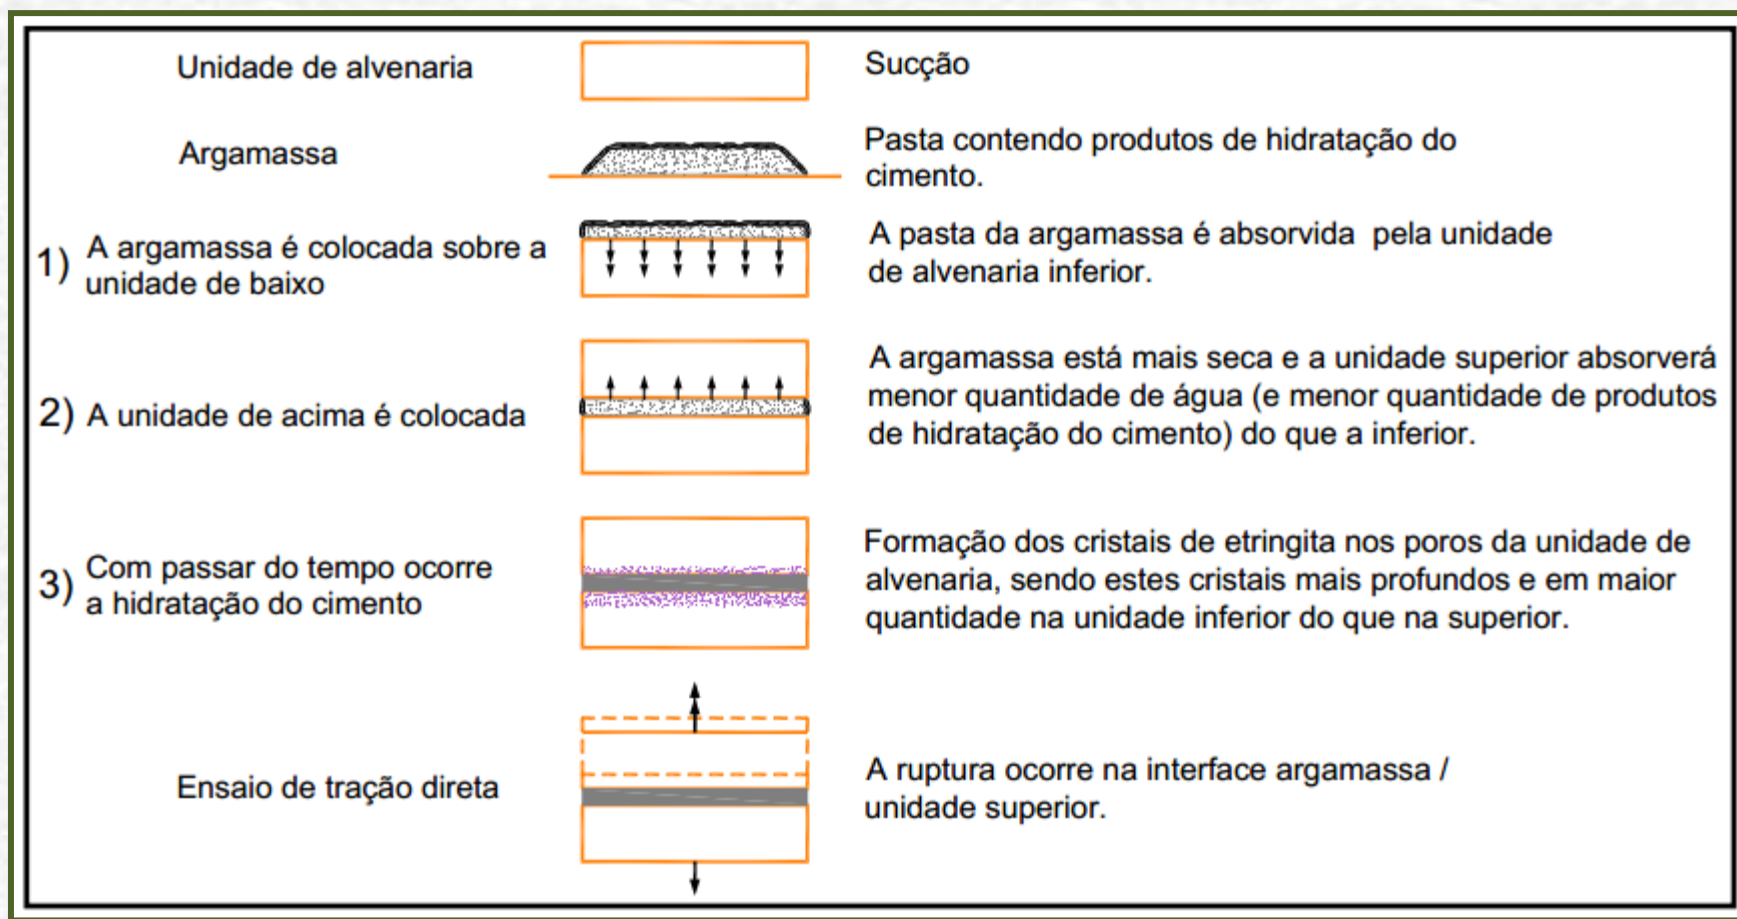 Unidade de alvenaria
Sucção
Argamassa
Pasta contendo produtos de hidratação do
cimento.
1) A argamassa é colocada sobre a
unidade de baixo
A pasta da argamassa é absorvida pela unidade
de alvenaria inferior.
2) A unidade de acima é colocada
A argamassa está mais seca e a unidade superior absorverá
menor quantidade de água (e menor quantidade de produtos
de hidratação do cimento) do que a inferior.
3) Com passar do tempo ocorre
a hidratação do cimento
Formação dos cristais de etringita nos poros da unidade de
alvenaria, sendo estes cristais mais profundos e em maior
quantidade na unidade inferior do que na superior.
Ensaio de tração direta
A ruptura ocorre na interface argamassa /
unidade superior.